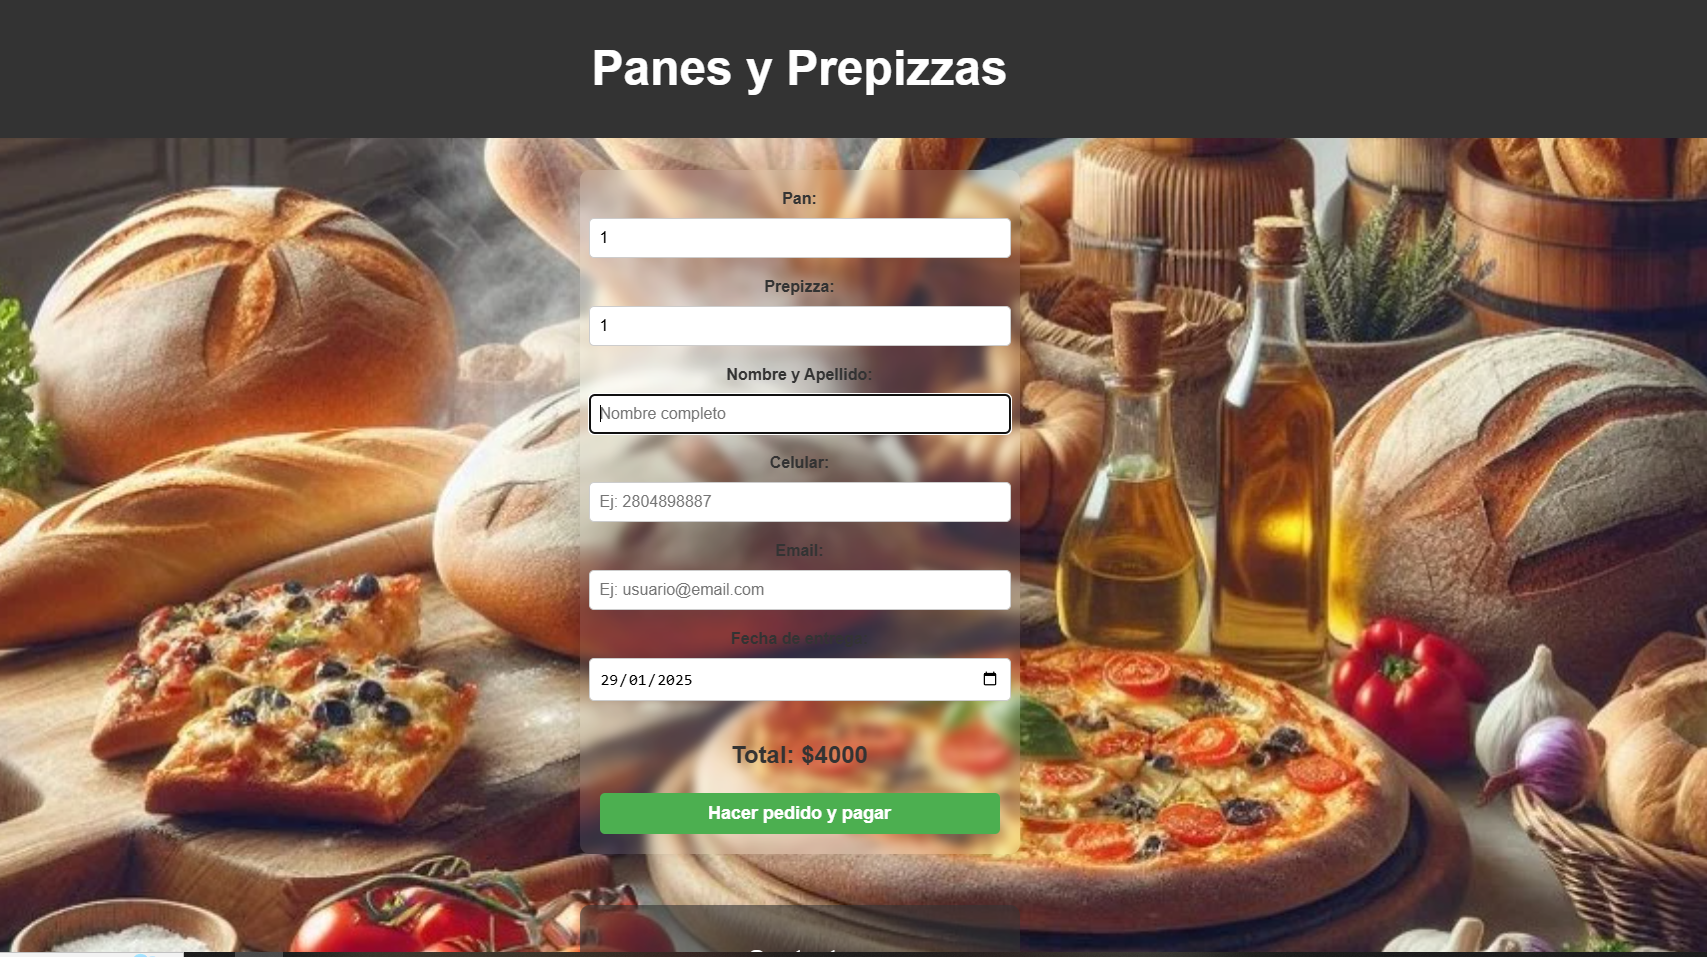 Panes y Prepizzas
Pan:
1
Prepizza:
1
Nombre y Apellido:
Nombre completo
Celular:
Ej: 2804898887
Email:
Ej: usuario@email.com
Fecha de
29/01/2025
Total: $4000
Hacer pedido y pagar